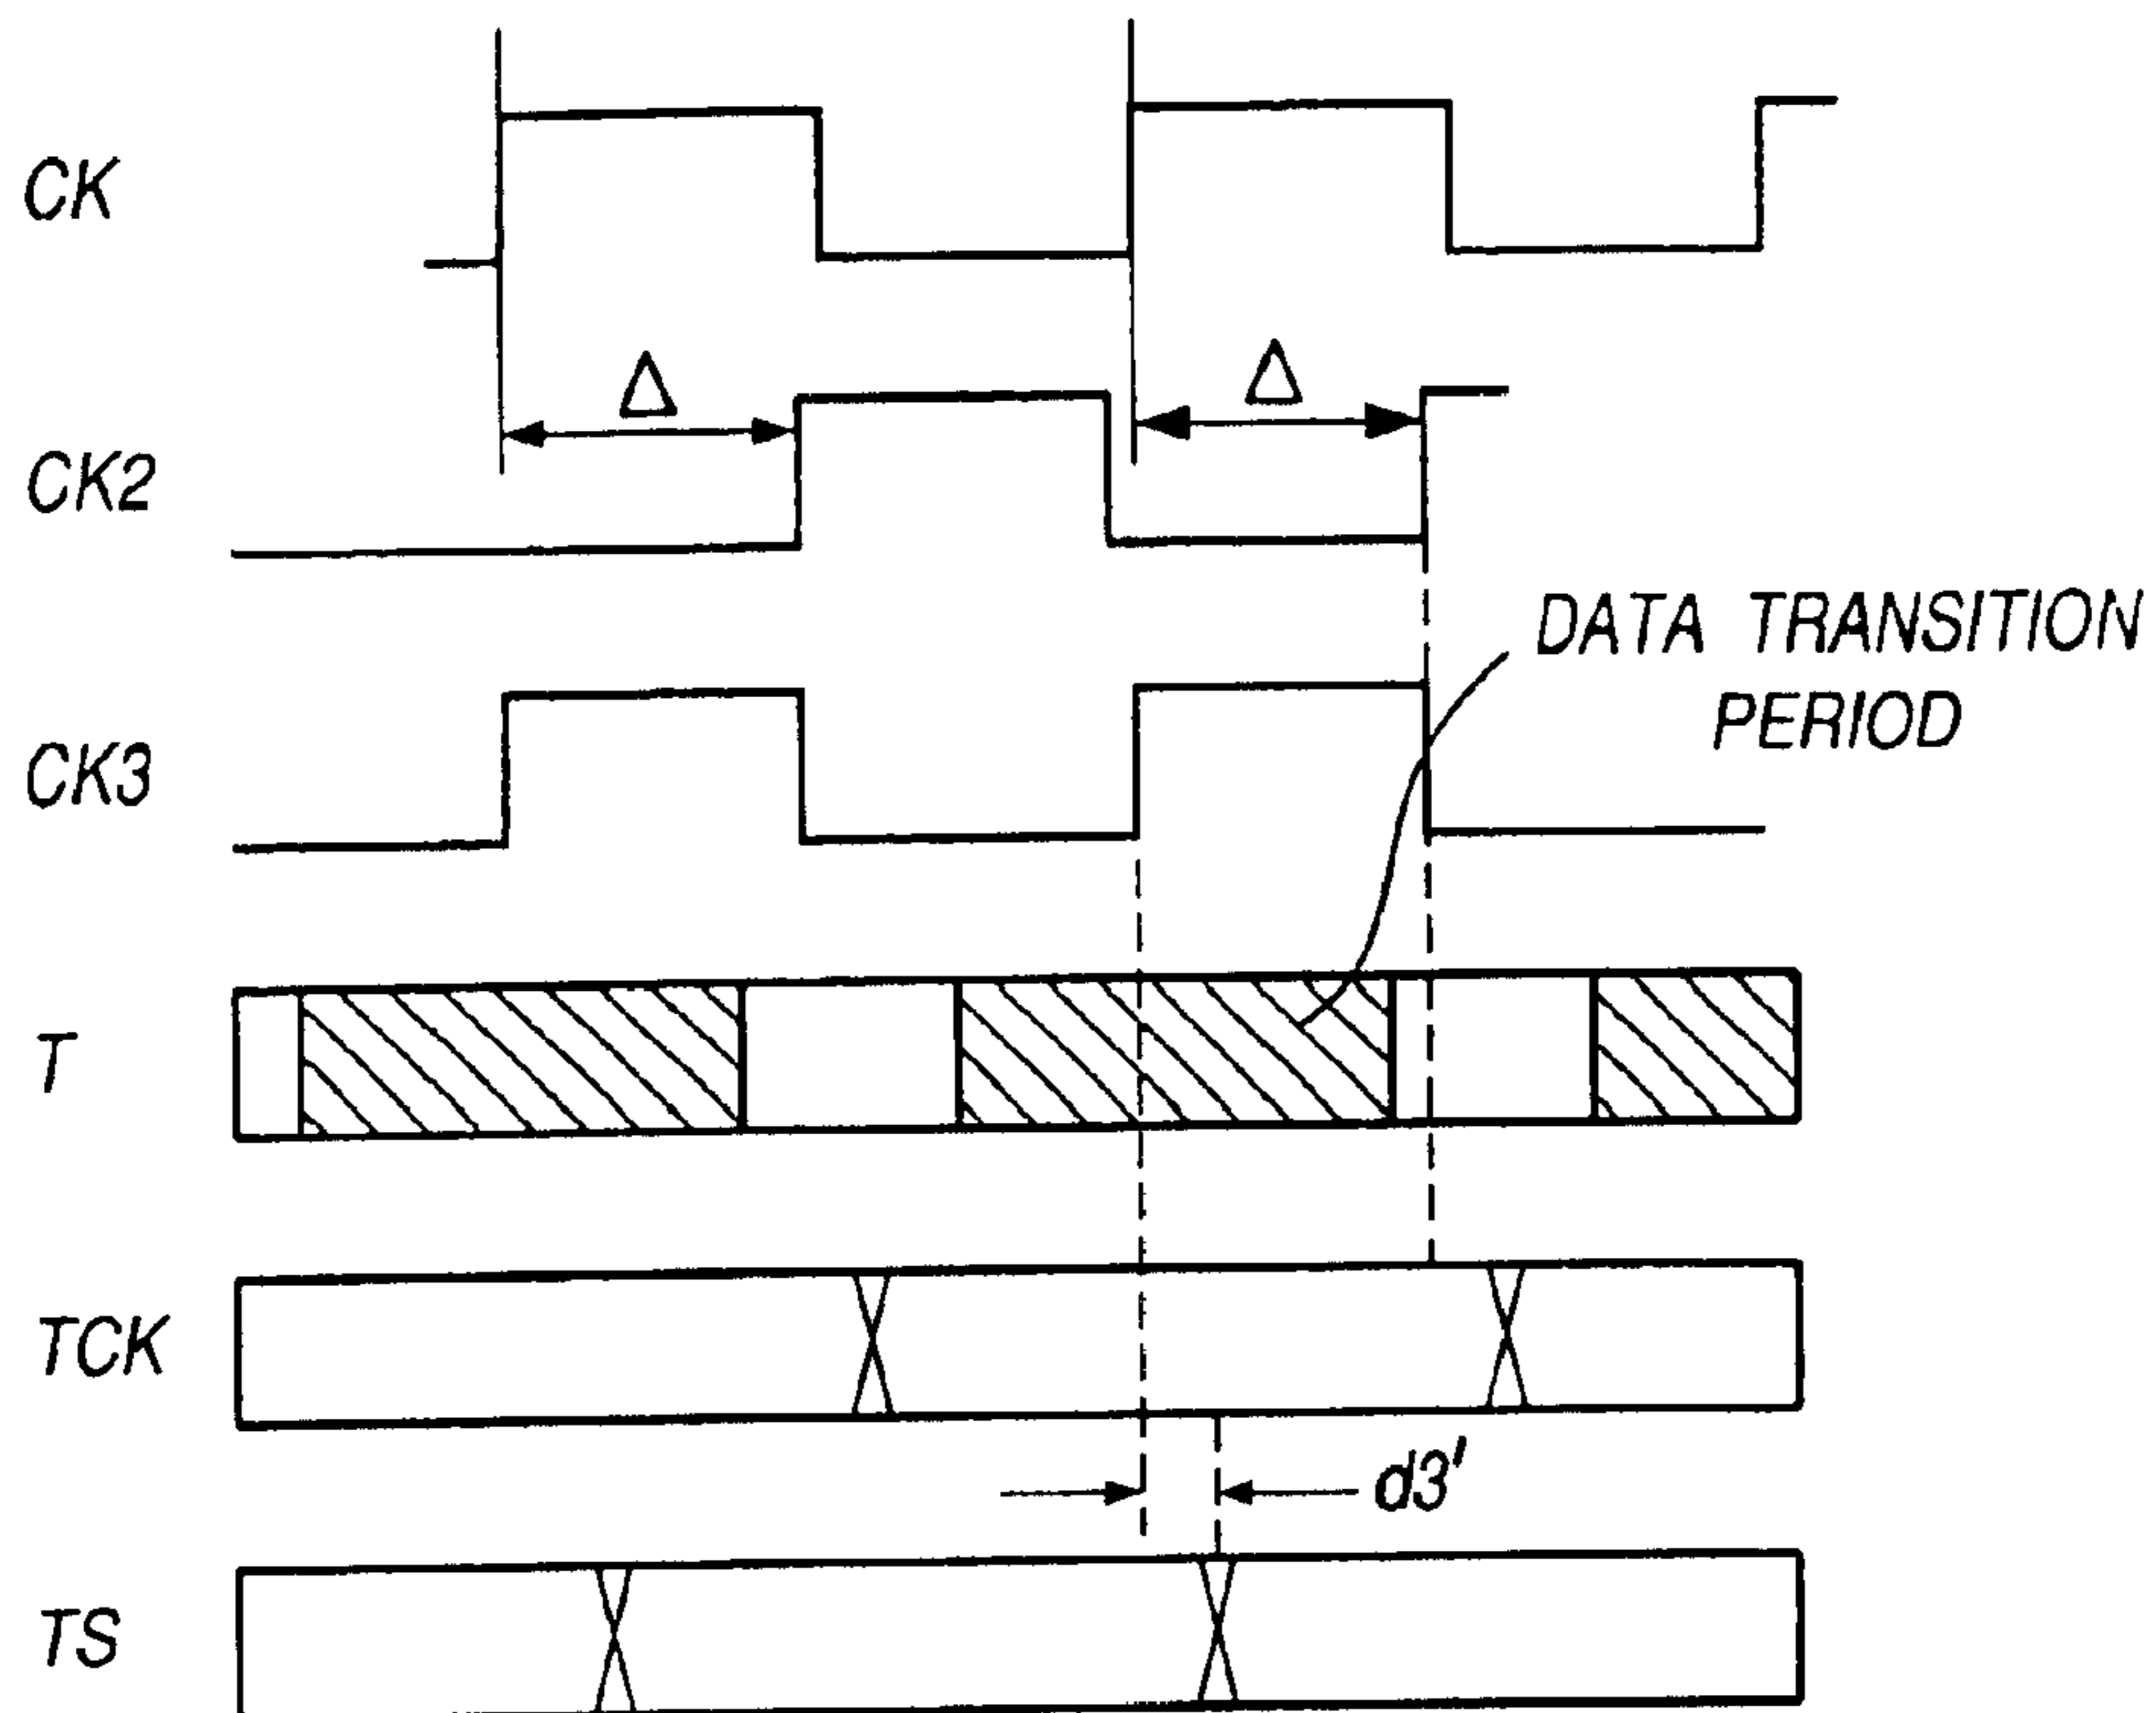 CK
Δ Δ
CK2
DATA TRANSITION
PERIOD
CK3
T
TCK
d3'
TS